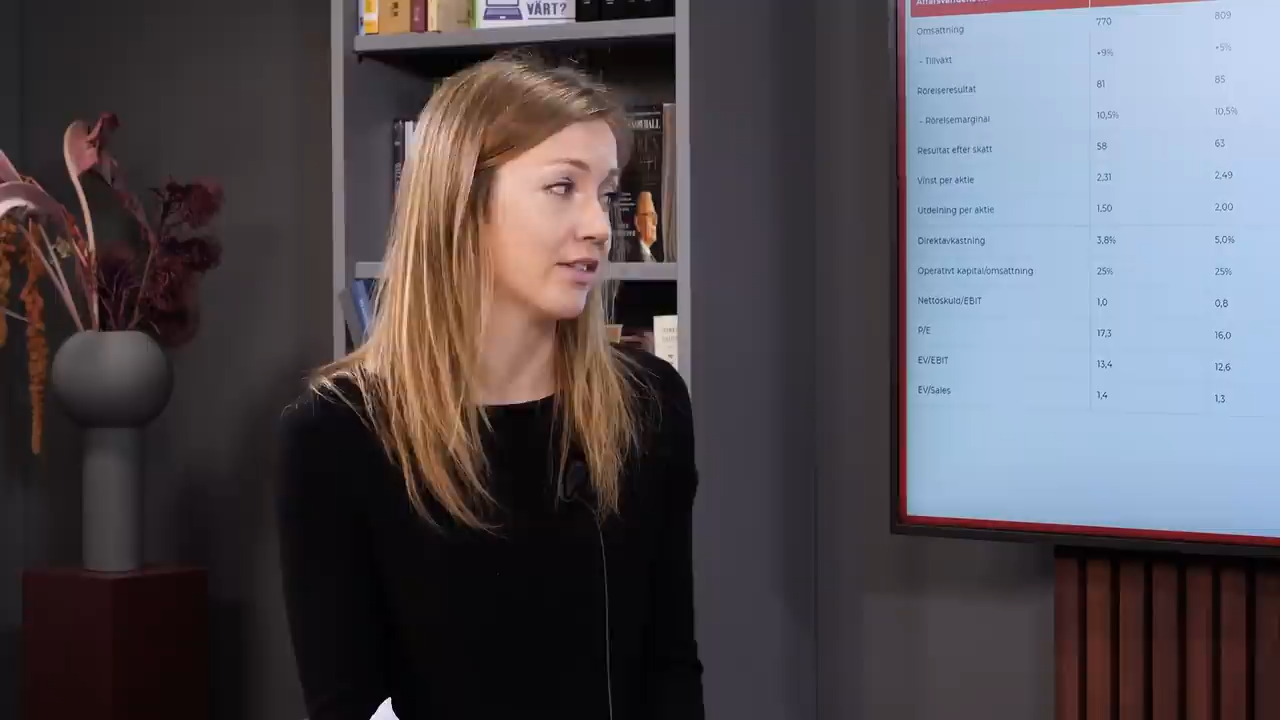 VÄRT?
Affärsvärldens
Omsättning 770 809
- Tillväxt +9% +5%
Rörelseresultat 81 85
- Rörelsemarginal 10,5% 10,5%
Resultat efter skatt 58 63
Vinst per aktie 2,31 2,49
Utdelning per aktie 1,50 2,00
Direktavkastning 3,8% 5,0%
Operativt kapital/omsättning 25% 25%
Nettoskuld/EBIT 1,0 0,8
P/E 17,3 16,0
EV/EBIT 13,4 12,6
EV/Sales 1,4 1,3